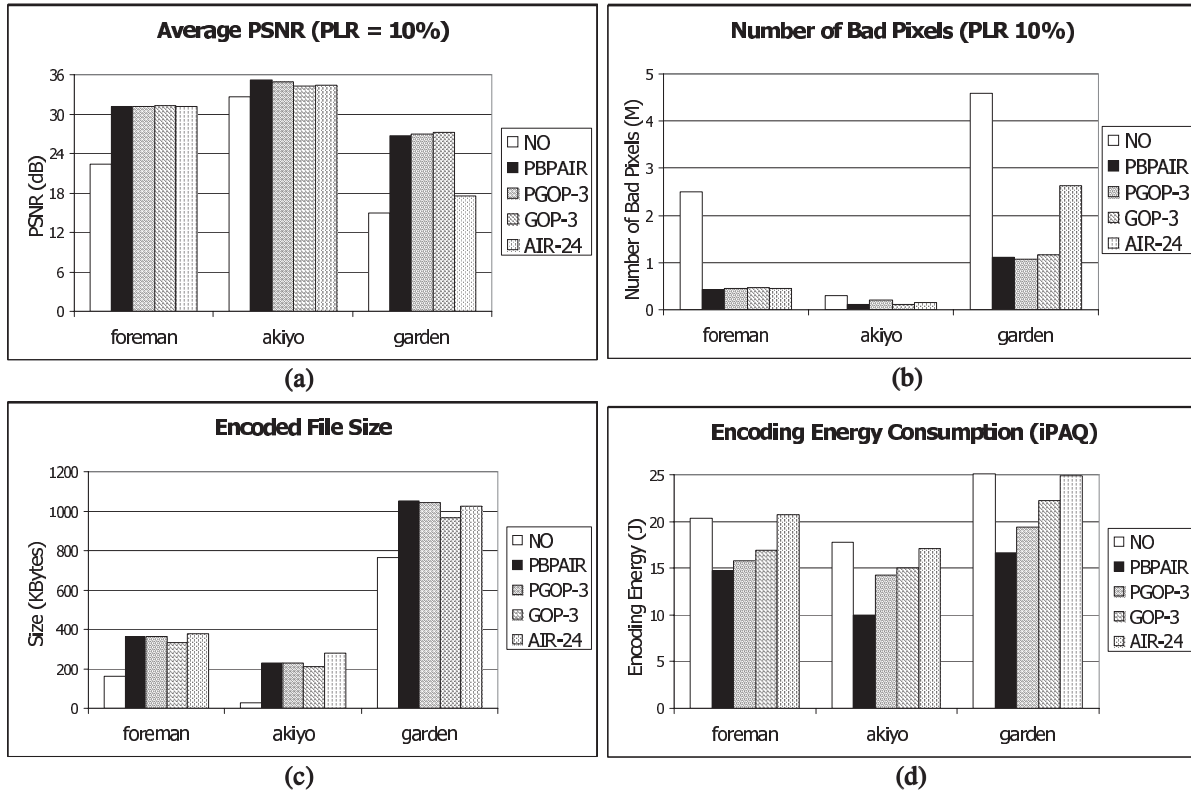 Average PSNR (PLR = 10%)
PSNR (dB)
36
30
24
18
12
6
0
foreman
akiyo
garden
NO
PBPAIR
PGOP-3
GOP-3
AIR-24
(a)
Number of Bad Pixels (PLR 10%)
Number of Bad Pixels (M)
5
4
3
2
1
0
foreman
akiyo
garden
NO
PBPAIR
PGOP-3
GOP-3
AIR-24
(b)
Encoded File Size
Size (KBytes)
1200
1000
800
600
400
200
0
foreman
akiyo
garden
NO
PBPAIR
PGOP-3
GOP-3
AIR-24
(c)
Encoding Energy Consumption (iPAQ)
Encoding Energy (J)
25
20
15
10
5
0
foreman
akiyo
garden
NO
PBPAIR
PGOP-3
GOP-3
AIR-24
(d)